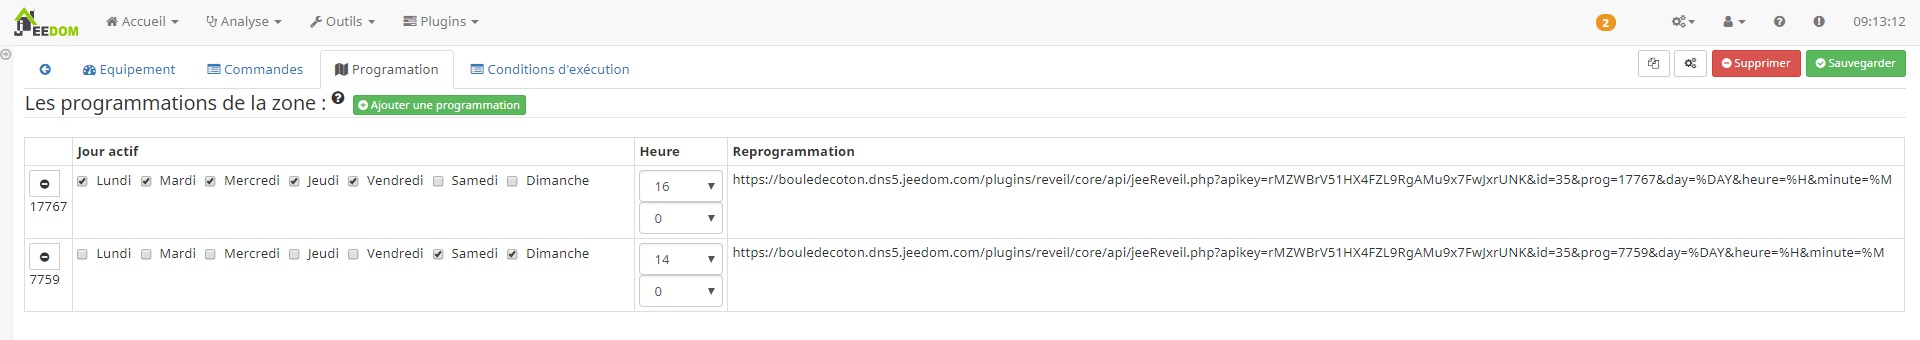 JEEDOM Accueil Analyse Outils Plugins 2 09:13:12
Equipement Commandes Programation Conditions d'exécution Supprimer Sauvegarder
Les programmations de la zone : Ajouter une programmation
Jour actif Heure Reprogrammation
Lundi Mardi Mercredi Jeudi Vendredi Samedi Dimanche 16 https://bouledecoton.dns5.jeedom.com/plugins/reveil/core/api/jeeReveil.php?apikey=rMZWBrV51HX4FZL9RgAMu9x7FwJxrUNK&id=35&prog=17767&day=%DAY&heure=%H&minute=%M
17767 0
Lundi Mardi Mercredi Jeudi Vendredi Samedi Dimanche 14 https://bouledecoton.dns5.jeedom.com/plugins/reveil/core/api/jeeReveil.php?apikey=rMZWBrV51HX4FZL9RgAMu9x7FwJxrUNK&id=35&prog=7759&day=%DAY&heure=%H&minute=%M
7759 0